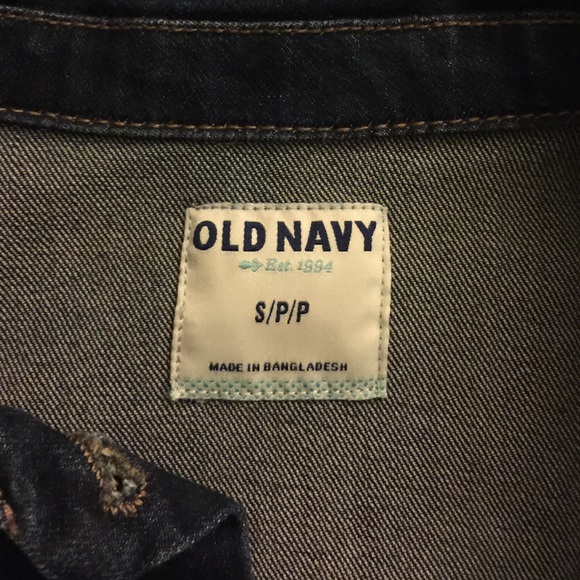 OLD NAVY
Est. 1994
S/P/P
MADE IN BANGLADESH